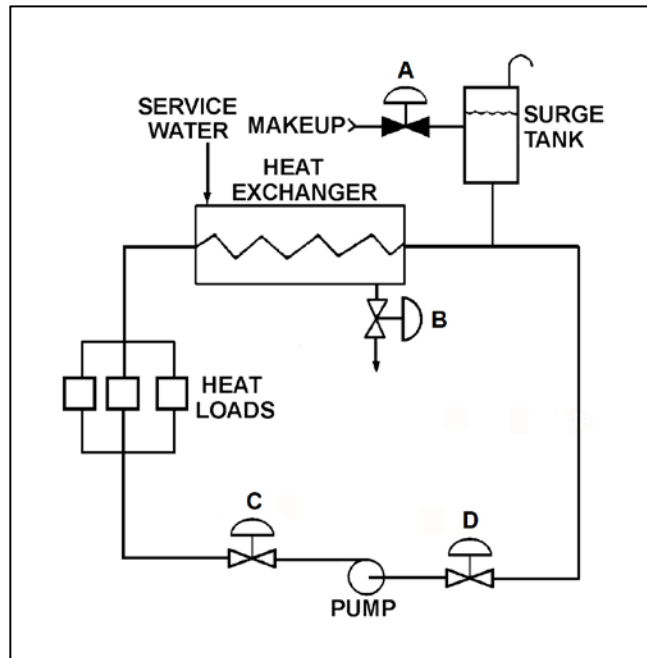 A
SERVICE
WATER
MAKEUP
SURGE
TANK
HEAT
EXCHANGER
B
HEAT
LOADS
C
D
PUMP